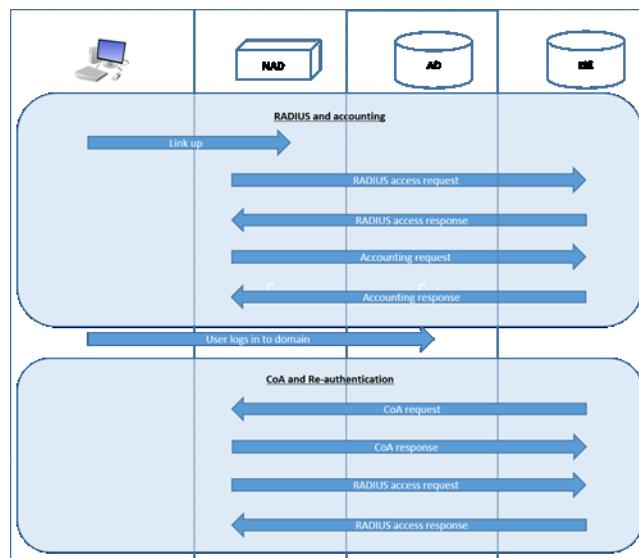 NAD
AD
ISE
RADIUS and accounting
Link up
RADIUS access request
RADIUS access response
Accounting request
C
C
Accounting response
User logs in to domain
CoA and Re-authentication
CoA request
CoA response
RADIUS access request
RADIUS access response